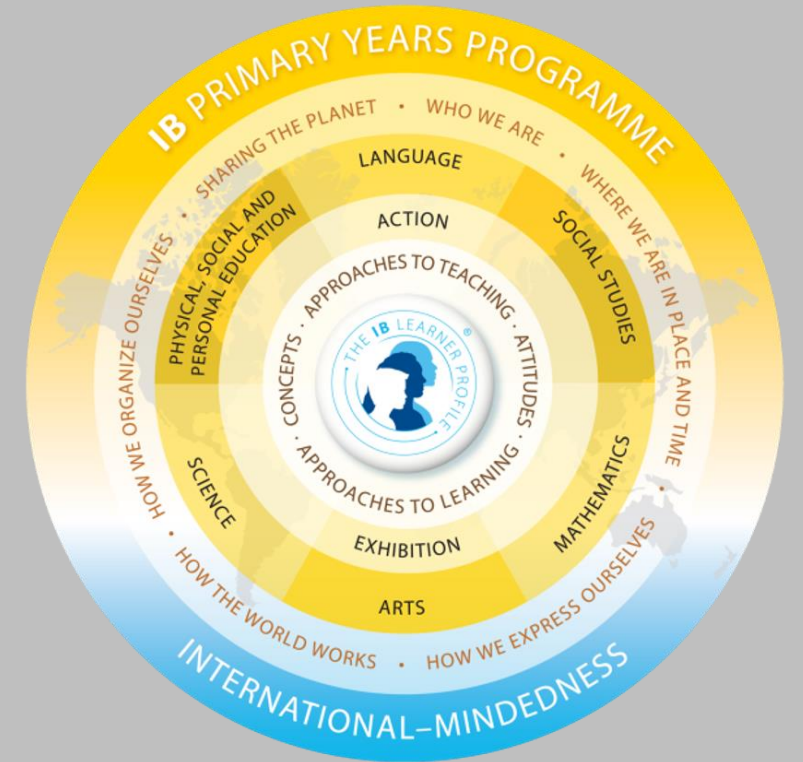 IB PRIMARY YEARS PROGRAMME
SHARING THE PLANET • WHO WE ARE • WHERE WE ARE IN PLACE AND TIME • HOW WE EXPRESS OURSELVES • HOW THE WORLD WORKS • HOW WE ORGANIZE OURSELVES •
LANGUAGE
SOCIAL STUDIES
MATHEMATICS
ARTS
SCIENCE
PHYSICAL, SOCIAL AND
PERSONAL EDUCATION
ACTION
EXHIBITION
APPROACHES TO TEACHING · ATTITUDES · APPROACHES TO LEARNING · CONCEPTS ·
THE IB LEARNER PROFILE ®
INTERNATIONAL–MINDEDNESS